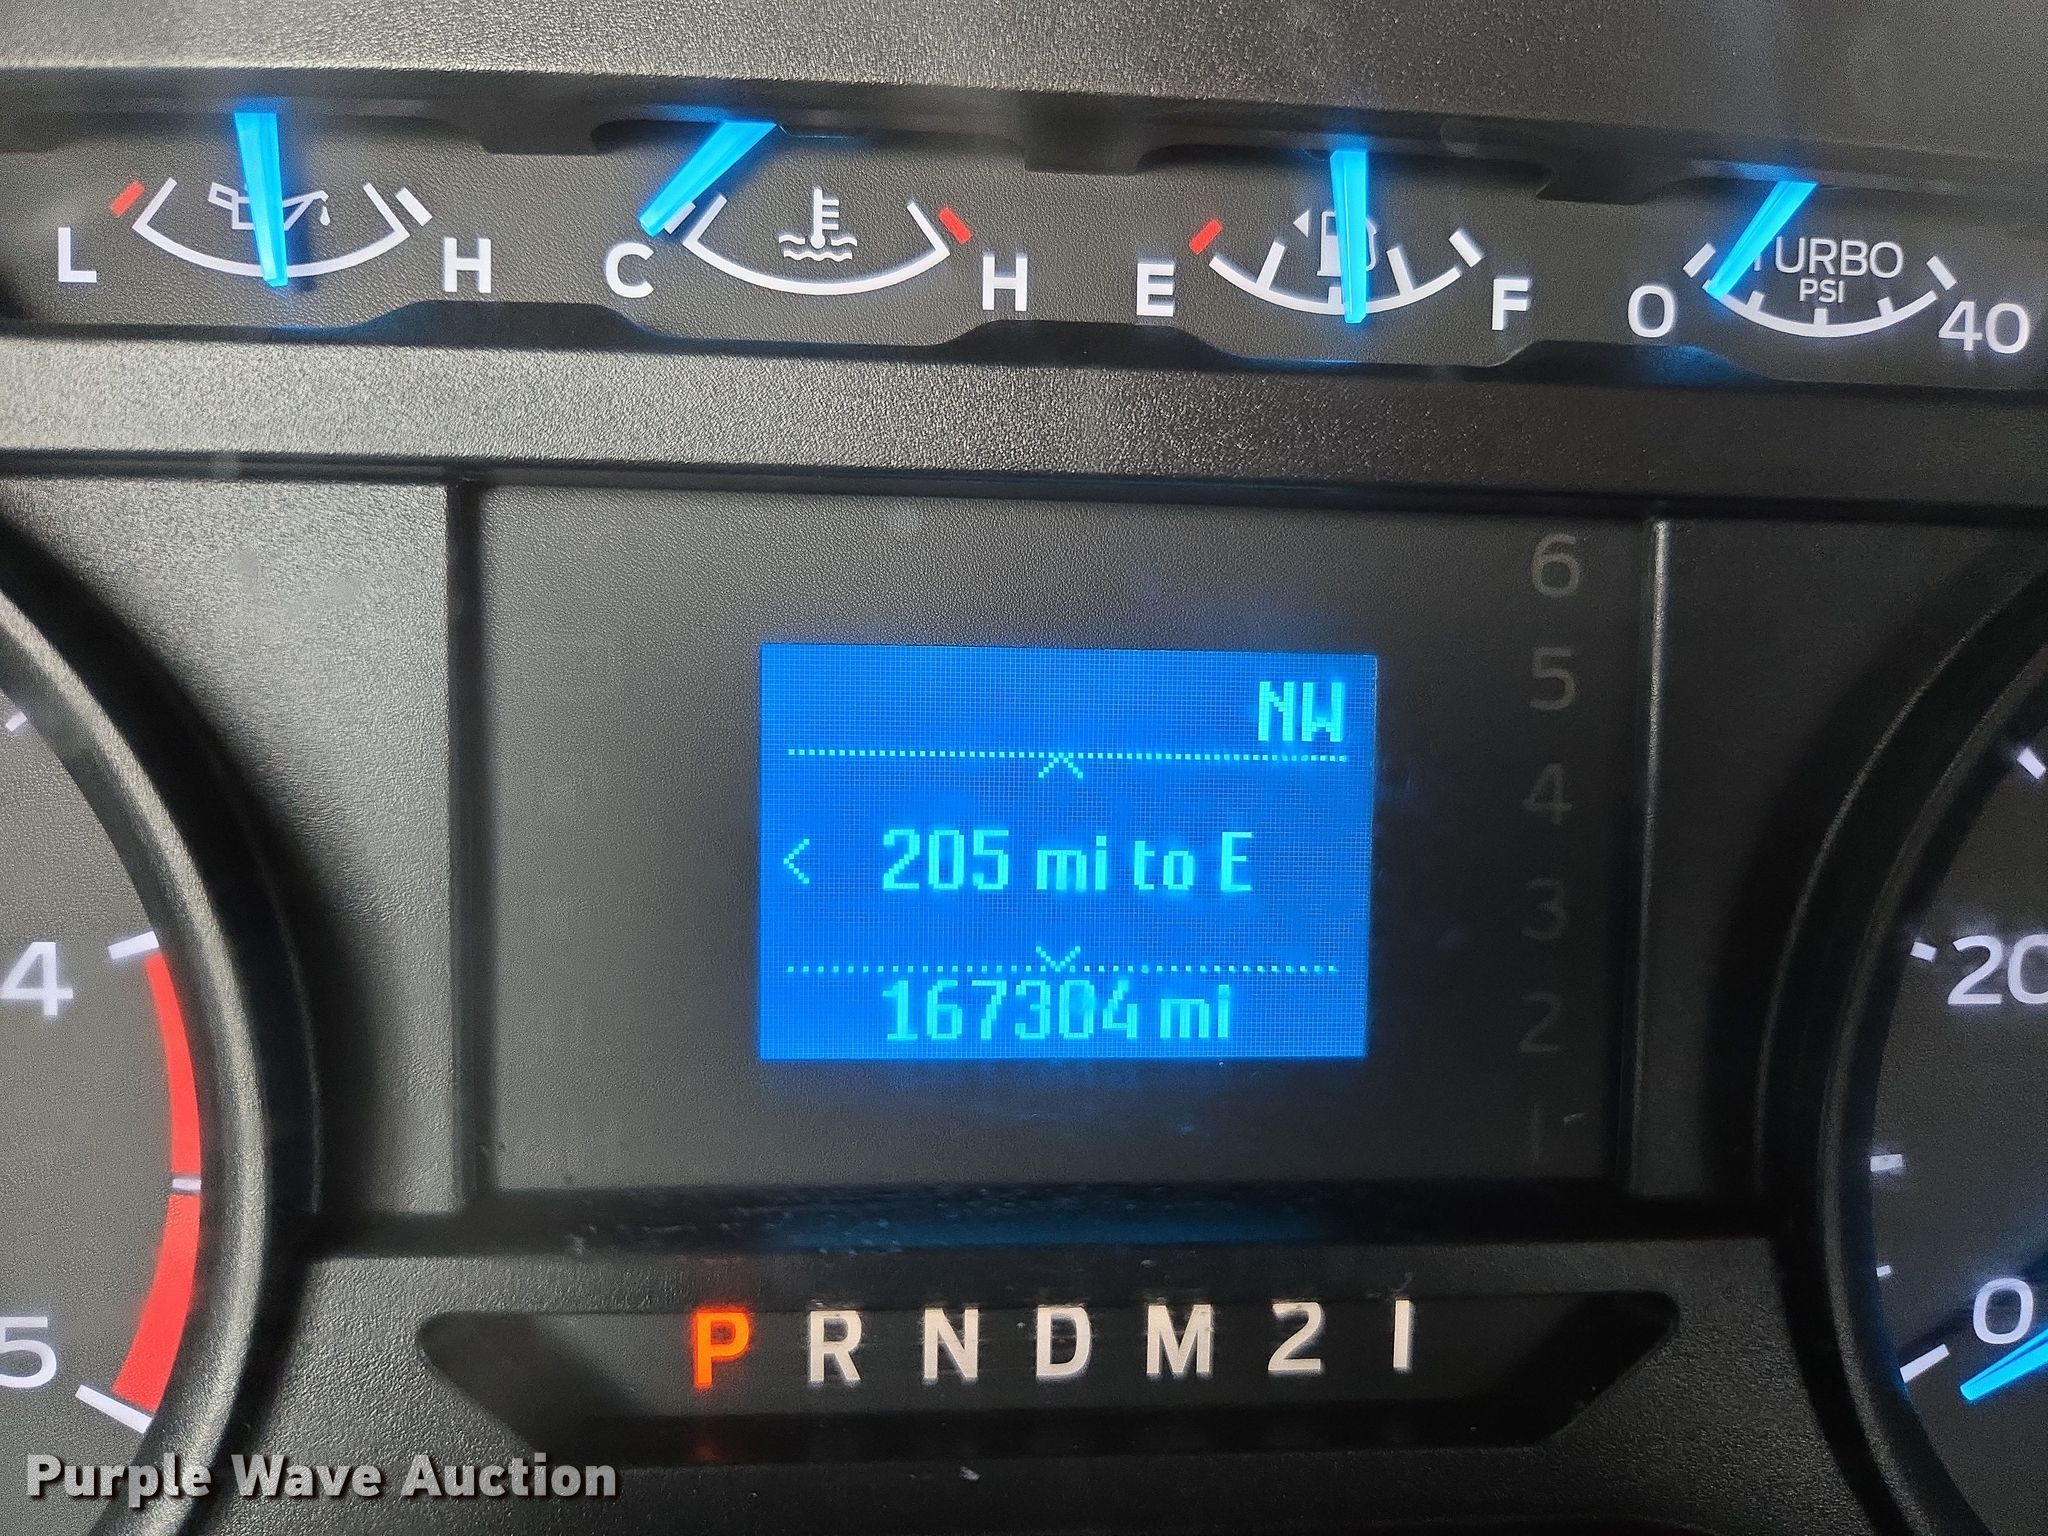 L H C H E F 0 TURBO PSI 40
6
5
NW
4
205 mi to E
3
4
20
167304 mi
2
1
0
P R N D M 2 1
5
Purple Wave Auction